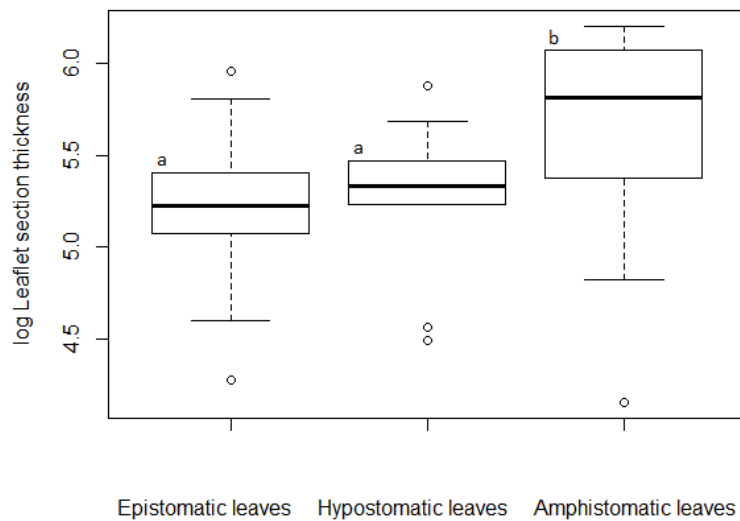 log Leaflet section thickness
6.0
5.5
5.0
4.5
a
a
b
Epistomatic leaves
Hypostomatic leaves
Amphistomatic leaves